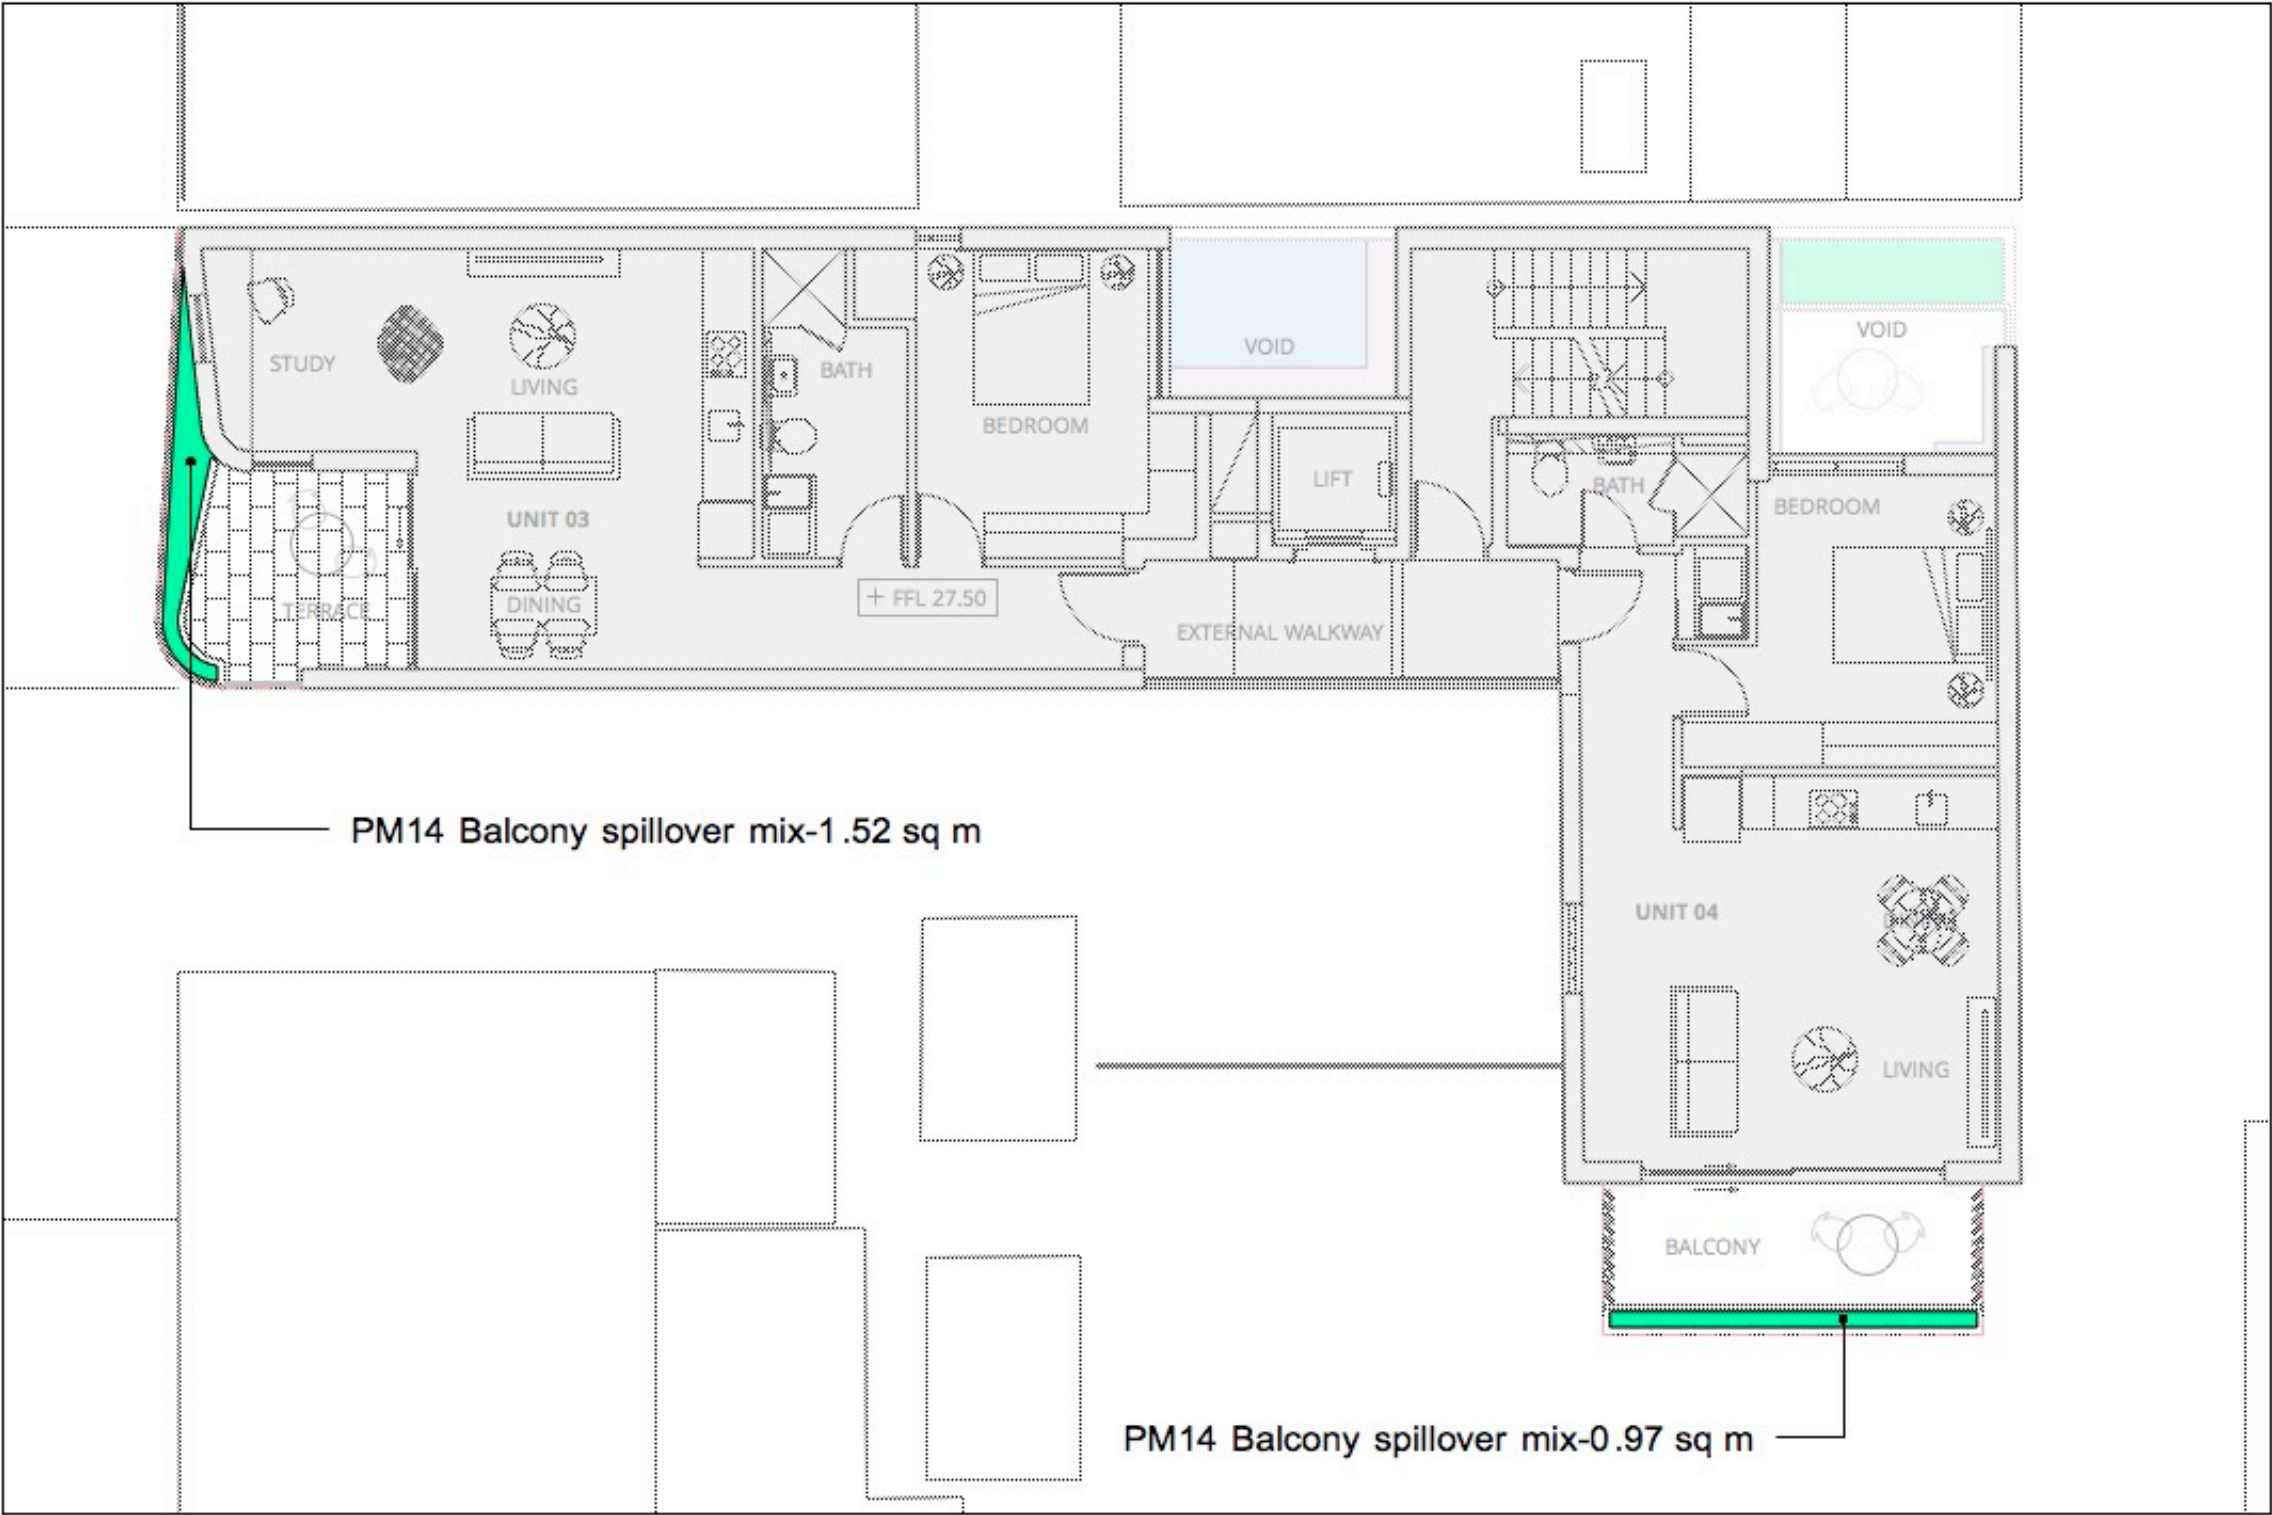 VOID
VOID
STUDY
LIVING
BATH
BEDROOM
LIFT
BATH
BEDROOM
UNIT 03
TERRACE
DINING
+ FFL 27.50
EXTERNAL WALKWAY
PM14 Balcony spillover mix-1.52 sq m
UNIT 04
LIVING
BALCONY
PM14 Balcony spillover mix-0.97 sq m